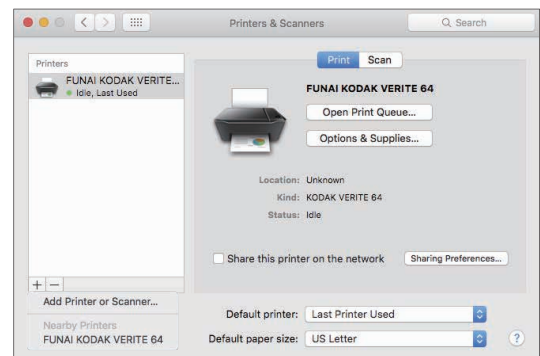 Printers & Scanners
Search
Printers
FUNAI KODAK VERITE...
Idle, Last Used
+ −
Add Printer or Scanner...
Nearby Printers
FUNAI KODAK VERITE 64
Print Scan
FUNAI KODAK VERITE 64
Open Print Queue...
Options & Supplies...
Location: Unknown
Kind: KODAK VERITE 64
Status: Idle
Share this printer on the network Sharing Preferences...
Default printer: Last Printer Used
Default paper size: US Letter ?